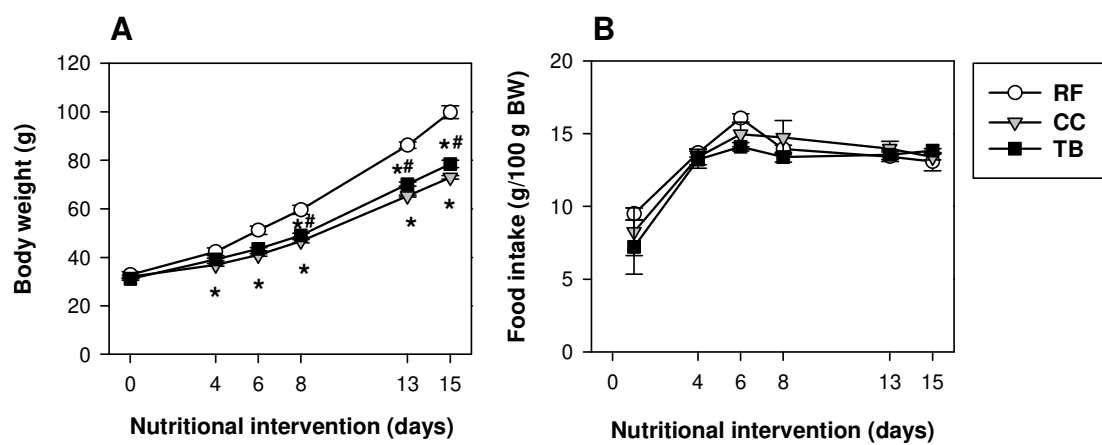 A
B
120
100
80
60
40
20
0
Body weight (g)
*#
*#
*#
*
*
*
*
*
0 4 6 8 13 15
Nutritional intervention (days)
20
15
10
5
0
Food intake (g/100 g BW)
0 4 6 8 13 15
Nutritional intervention (days)
RF
CC
TB